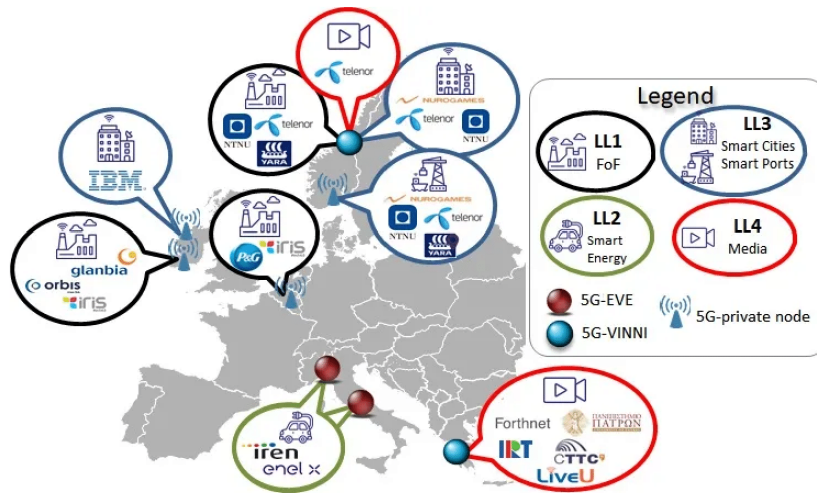 telenor
NTNU
telenor
YARA
NUROGAMES
telenor
NTNU
IBM
NUROGAMES
NTNU
telenor
YARA
glanbia
orbis
iris
P&G
iris
iren
enel x
Forthnet
ΠΑΝΕΠΙΣΤΗΜΙΟ
ΠΑΤΡΩΝ
IRT
CTTC
LiveU
Legend
LL1
FoF
LL3
Smart Cities
Smart Ports
LL2
Smart
Energy
LL4
Media
5G-EVE
5G-VINNI
5G-private node